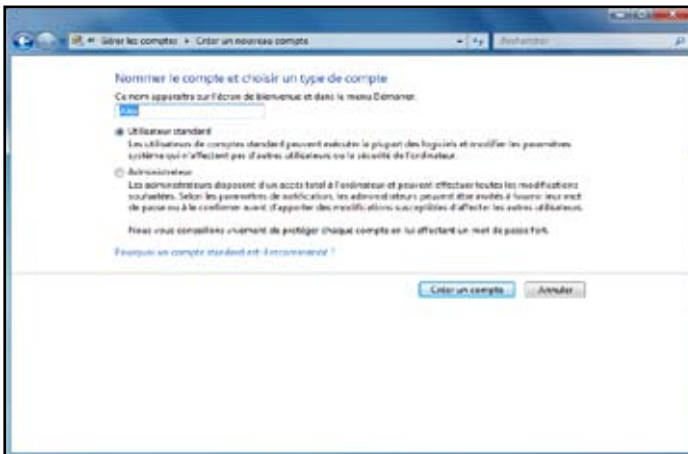 « Gérer les comptes ▸ Créer un nouveau compte
Rechercher
Nommer le compte et choisir un type de compte
Ce nom apparaîtra sur l'écran de bienvenue et dans le menu Démarrer.
Utilisateur standard
Les utilisateurs de comptes standard peuvent exécuter la plupart des logiciels et modifier les paramètres
système qui n'affectent pas d'autres utilisateurs ou la sécurité de l'ordinateur.
Administrateur
Les administrateurs disposent d'un accès total à l'ordinateur et peuvent effectuer toutes les modifications
souhaitées. Selon les paramètres de notification, les administrateurs peuvent être invités à fournir leur mot
de passe ou à le confirmer avant d'apporter des modifications susceptibles d'affecter les autres utilisateurs.
Nous vous conseillons vivement de protéger chaque compte en lui affectant un mot de passe fort.
Pourquoi un compte standard est-il recommandé ?
Créer un compte
Annuler